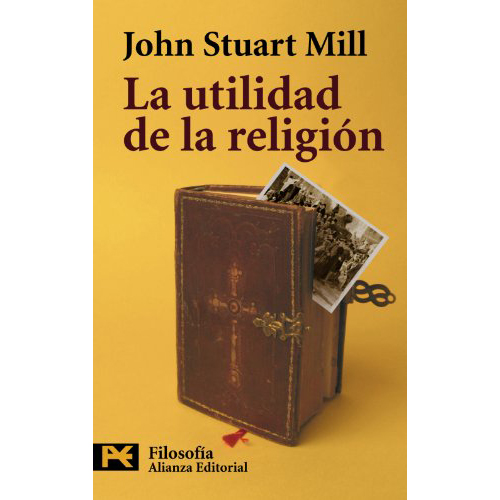 John Stuart Mill
La utilidad
de la religión
Filosofía
Alianza Editorial